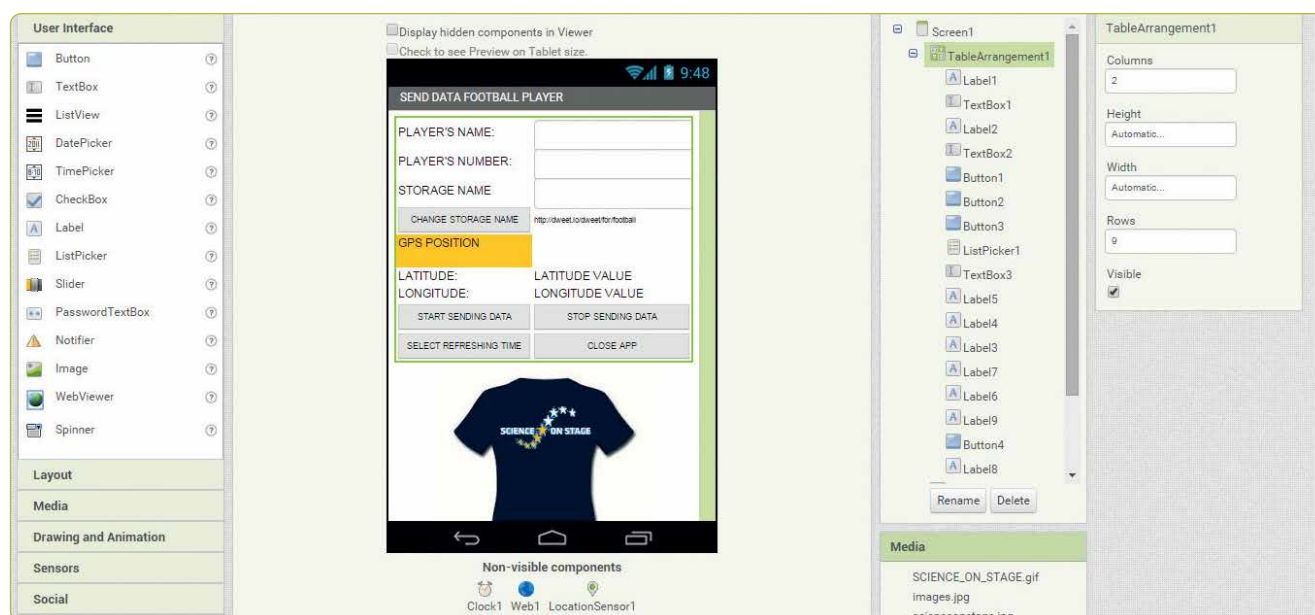 User Interface
Button
TextBox
ListView
DatePicker
TimePicker
CheckBox
Label
ListPicker
Slider
PasswordTextBox
Notifier
Image
WebViewer
Spinner
Layout
Media
Drawing and Animation
Sensors
Social
Display hidden components in Viewer
Check to see Preview on Tablet size.
9:48
SEND DATA FOOTBALL PLAYER
PLAYER'S NAME:
PLAYER'S NUMBER:
STORAGE NAME
CHANGE STORAGE NAME http://dweet.io/dweet/for/football
GPS POSITION
LATITUDE: LATITUDE VALUE
LONGITUDE: LONGITUDE VALUE
START SENDING DATA STOP SENDING DATA
SELECT REFRESHING TIME CLOSE APP
SCIENCE ON STAGE
Non-visible components
Clock1 Web1 LocationSensor1
Screen1
TableArrangement1
Label1
TextBox1
Label2
TextBox2
Button1
Button2
Button3
ListPicker1
TextBox3
Label5
Label4
Label3
Label7
Label6
Label9
Button4
Label8
Rename Delete
Media
SCIENCE_ON_STAGE.gif
images.jpg
TableArrangement1
Columns
2
Height
Automatic...
Width
Automatic...
Rows
9
Visible